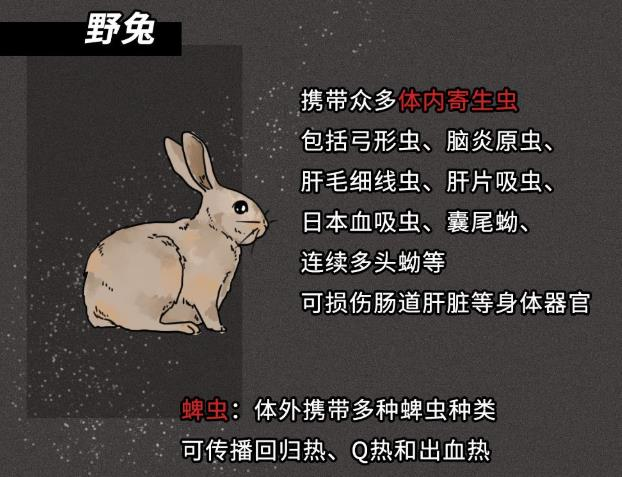 野兔
携带众多体内寄生虫
包括弓形虫、脑炎原虫、
肝毛细线虫、肝片吸虫、
日本血吸虫、囊尾蚴、
连续多头蚴等
可损伤肠道肝脏等身体器官
蜱虫：体外携带多种蜱虫种类
可传播回归热、Q热和出血热